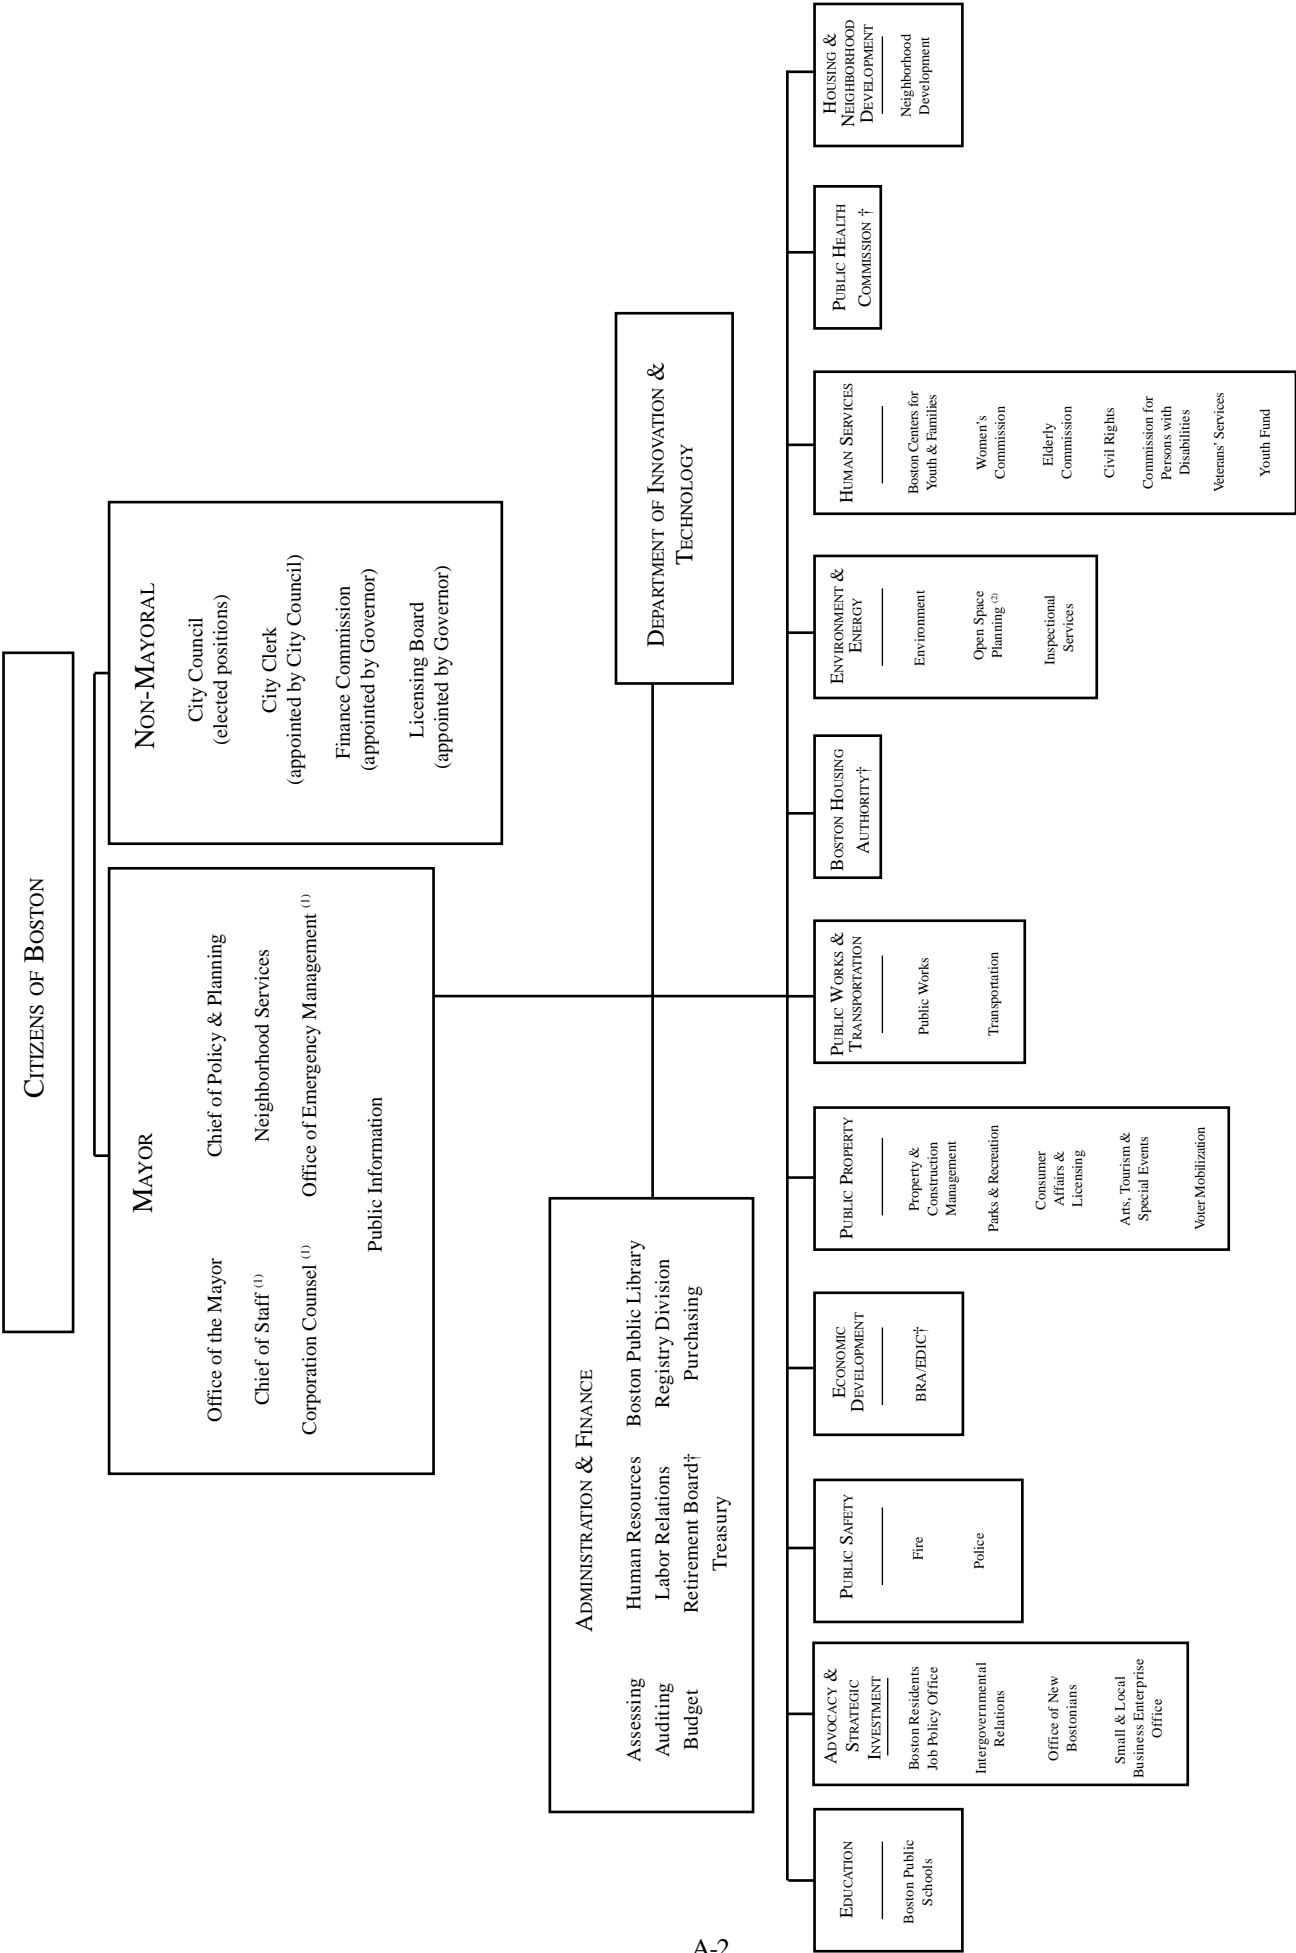 CITIZENS OF BOSTON
MAYOR
Office of the Mayor
Chief of Policy & Planning
Chief of Staff (1)
Neighborhood Services
Corporation Counsel (1)
Office of Emergency Management (1)
Public Information
NON-MAYORAL
City Council
(elected positions)
City Clerk
(appointed by City Council)
Finance Commission
(appointed by Governor)
Licensing Board
(appointed by Governor)
ADMINISTRATION & FINANCE
Assessing
Human Resources
Boston Public Library
Auditing
Labor Relations
Registry Division
Budget
Retirement Board†
Purchasing
Treasury
DEPARTMENT OF INNOVATION &
TECHNOLOGY
EDUCATION
Boston Public
Schools
ADVOCACY &
STRATEGIC
INVESTMENT
Boston Residents
Job Policy Office
Intergovernmental
Relations
Office of New
Bostonians
Small & Local
Business Enterprise
Office
PUBLIC SAFETY
Fire
Police
ECONOMIC
DEVELOPMENT
BRA/EDIC†
PUBLIC PROPERTY
Property &
Construction
Management
Parks & Recreation
Consumer
Affairs &
Licensing
Arts, Tourism &
Special Events
Voter Mobilization
PUBLIC WORKS &
TRANSPORTATION
Public Works
Transportation
BOSTON HOUSING
AUTHORITY†
ENVIRONMENT &
ENERGY
Environment
Open Space
Planning (2)
Inspectional
Services
HUMAN SERVICES
Boston Centers for
Youth & Families
Women's
Commission
Elderly
Commission
Civil Rights
Commission for
Persons with
Disabilities
Veterans' Services
Youth Fund
PUBLIC HEALTH
COMMISSION †
HOUSING &
NEIGHBORHOOD
DEVELOPMENT
Neighborhood
Development
A-2